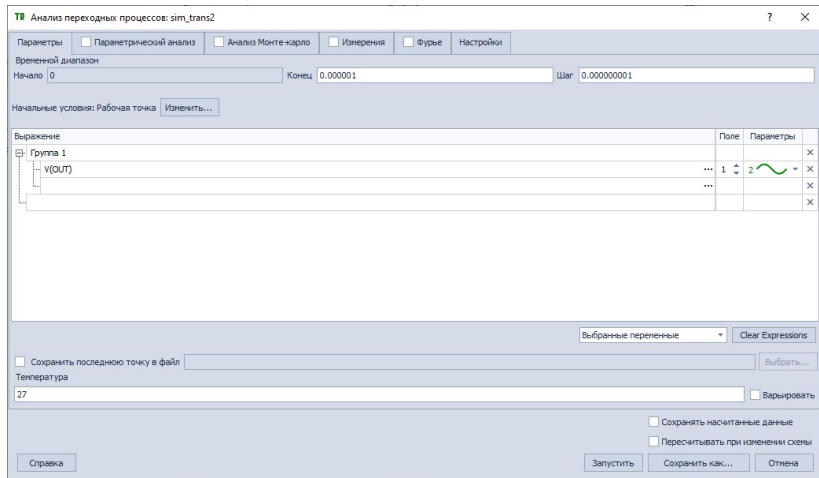 TR Анализ переходных процессов: sim_trans2 ?
Параметры Параметрический анализ Анализ Монте-карло Измерения Фурье Настройки
Временной диапазон
Начало 0 Конец 0.000001 Шаг 0.000000001
Начальные условия: Рабочая точка Изменить...
Выражение Поле Параметры
Группа 1
V(OUT) ... 1 2
...
Выбранные переменные Clear Expressions
Сохранить последнюю точку в файл Выбрать...
Температура
27 Варьировать
Сохранять насчитанные данные
Пересчитывать при изменении схемы
Справка Запустить Сохранить как... Отмена